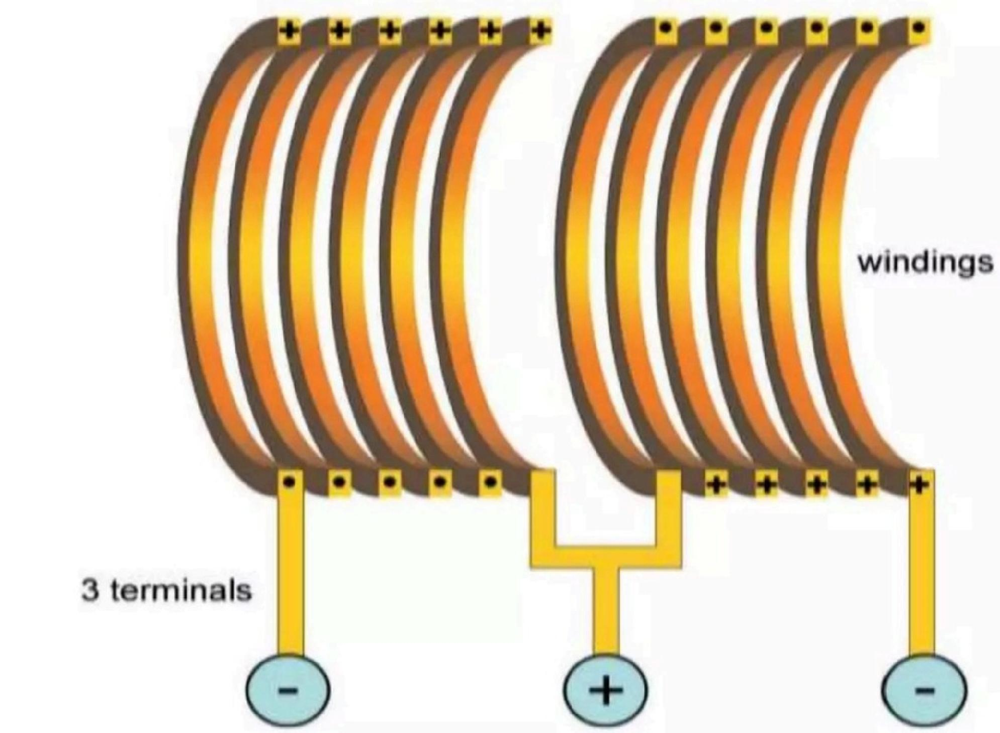 + + + + + + • • • • • •
windings
• • • • • + + + + +
3 terminals
- + -